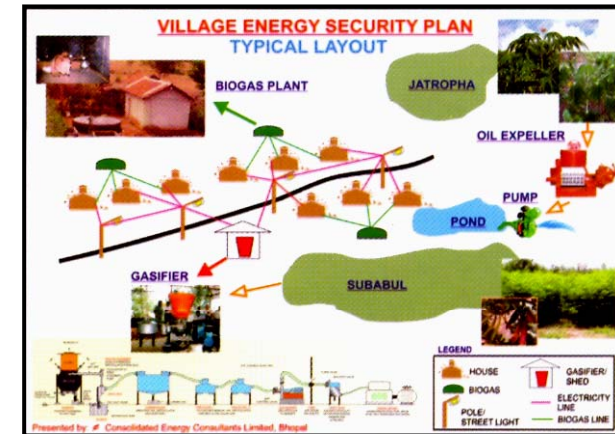 VILLAGE ENERGY SECURITY PLAN
TYPICAL LAYOUT
BIOGAS PLANT
JATROPHA
OIL EXPELLER
PUMP
POND
GASIFIER
SUBABUL
LEGEND
HOUSE
BIOGAS
POLE/
STREET LIGHT
GASIFIER/
SHED
ELECTRICITY
LINE
BIOGAS LINE
Presented by: Consolidated Energy Consultants Limited, Bhopal